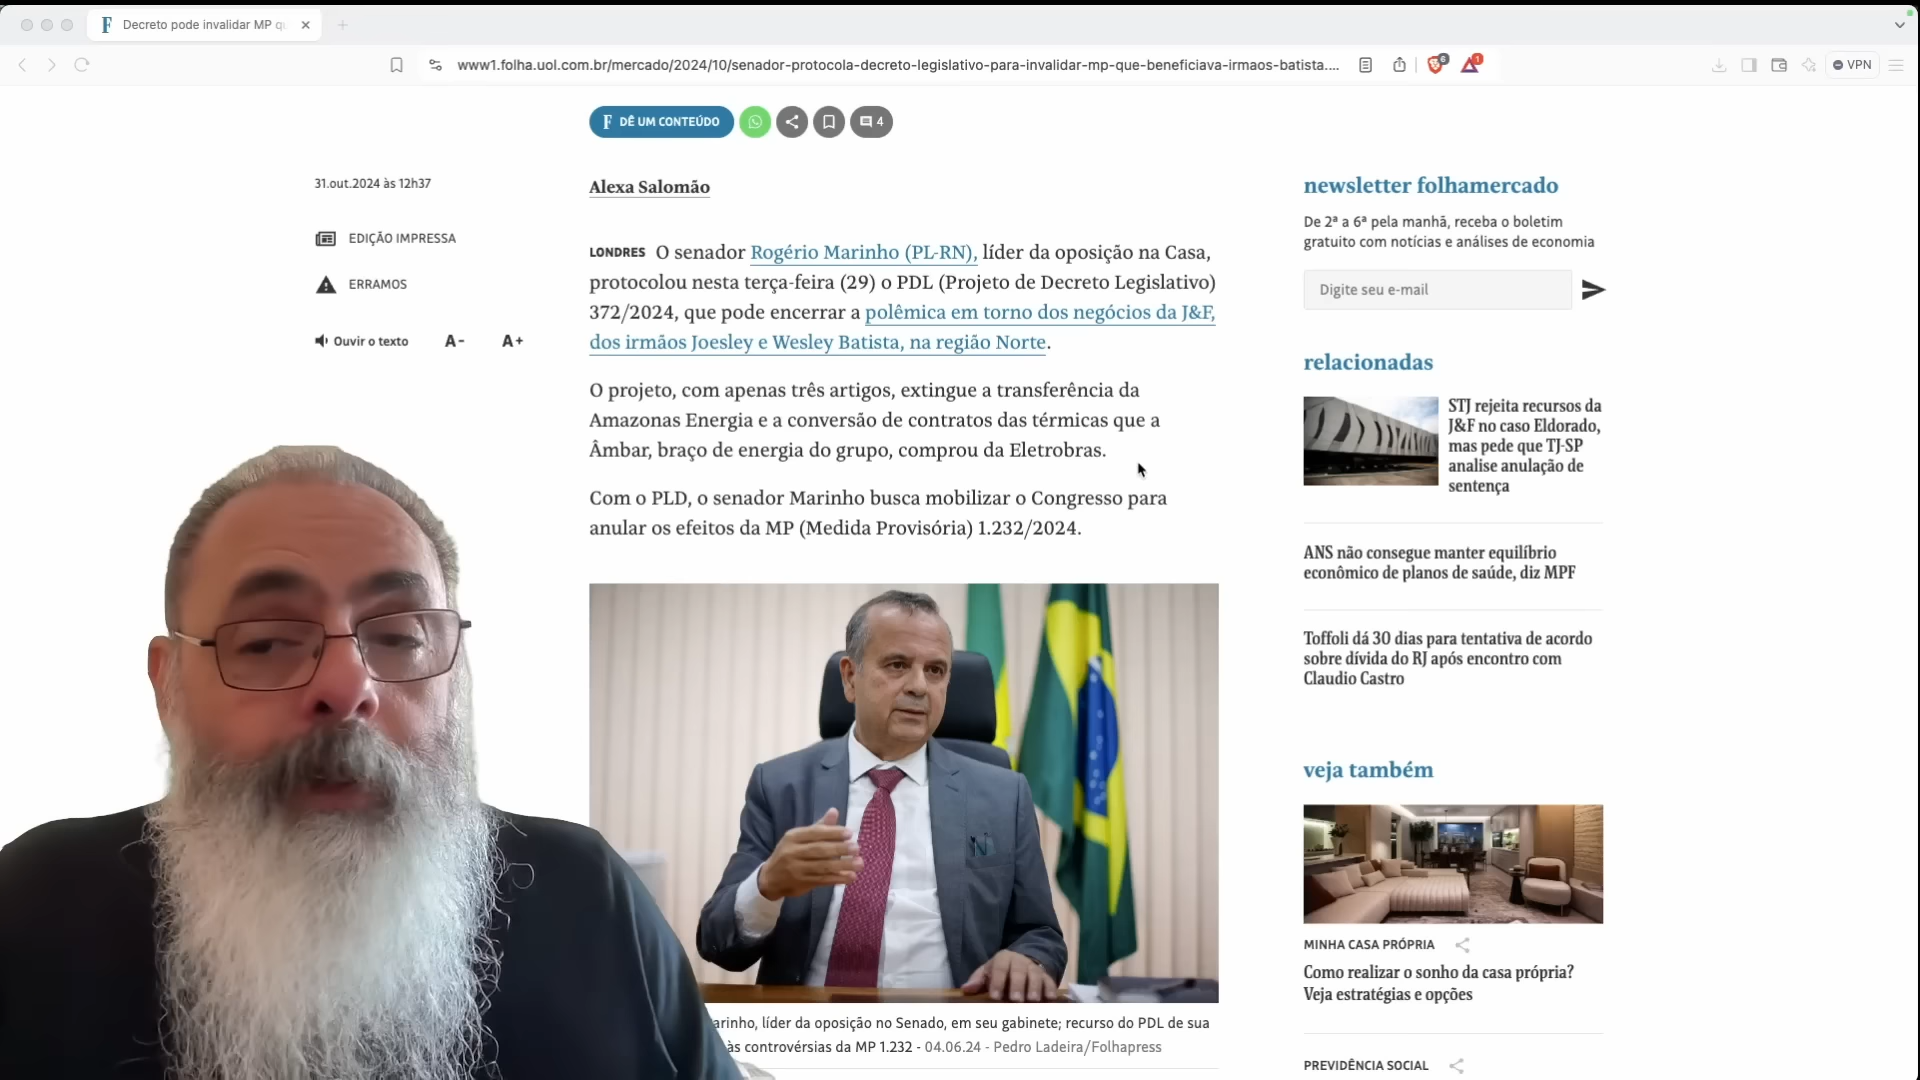 Decreto pode invalidar MP q
www1.folha.uol.com.br/mercado/2024/10/senador-protocola-decreto-legislativo-para-invalidar-mp-que-beneficiava-irmaos-batista....
6
1
VPN
F DÊ UM CONTEÚDO
4
31.out.2024 às 12h37
EDIÇÃO IMPRESSA
ERRAMOS
Ouvir o texto A- A+
Alexa Salomão
LONDRES O senador Rogério Marinho (PL-RN), líder da oposição na Casa,
protocolou nesta terça-feira (29) o PDL (Projeto de Decreto Legislativo)
372/2024, que pode encerrar a polêmica em torno dos negócios da J&F,
dos irmãos Joesley e Wesley Batista, na região Norte.
O projeto, com apenas três artigos, extingue a transferência da
Amazonas Energia e a conversão de contratos das térmicas que a
Âmbar, braço de energia do grupo, comprou da Eletrobras.
Com o PLD, o senador Marinho busca mobilizar o Congresso para
anular os efeitos da MP (Medida Provisória) 1.232/2024.
arinho, líder da oposição no Senado, em seu gabinete; recurso do PDL de sua
às controvérsias da MP 1.232 - 04.06.24 - Pedro Ladeira/Folhapress
newsletter folhamercado
De 2ª a 6ª pela manhã, receba o boletim
gratuito com notícias e análises de economia
Digite seu e-mail
relacionadas
STJ rejeita recursos da
J&F no caso Eldorado,
mas pede que TJ-SP
analise anulação de
sentença
ANS não consegue manter equilíbrio
econômico de planos de saúde, diz MPF
Toffoli dá 30 dias para tentativa de acordo
sobre dívida do RJ após encontro com
Claudio Castro
veja também
MINHA CASA PRÓPRIA
Como realizar o sonho da casa própria?
Veja estratégias e opções
PREVIDÊNCIA SOCIAL